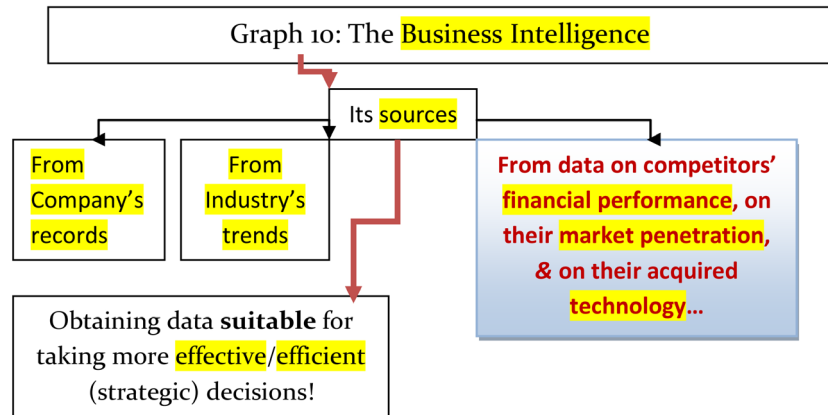 Graph 10: The Business Intelligence
Its sources
From
Company's
records
From
Industry's
trends
From data on competitors'
financial performance, on
their market penetration,
& on their acquired
technology...
Obtaining data suitable for
taking more effective/efficient
(strategic) decisions!